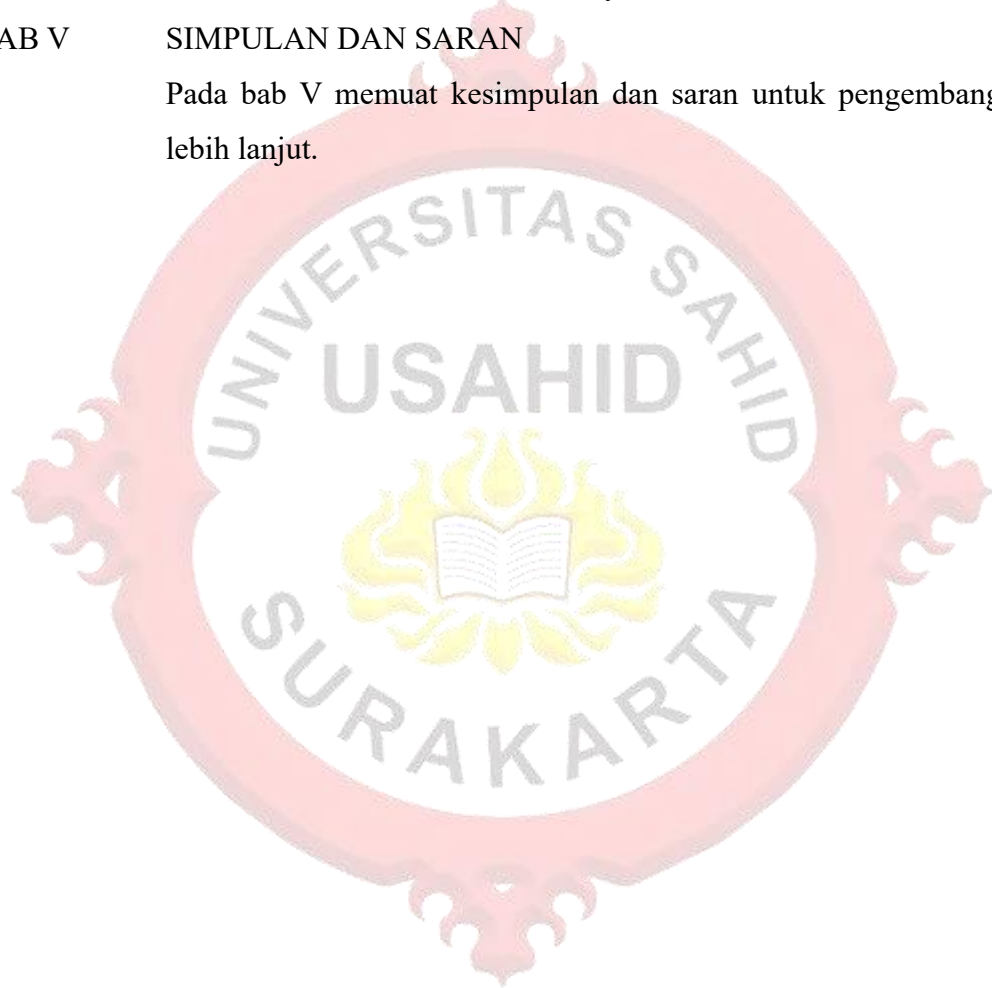 AB V SIMPULAN DAN SARAN
Pada bab V memuat kesimpulan dan saran untuk pengembang
lebih lanjut.
UNIVERSITAS SAHID
USAHID
SURAKARTA